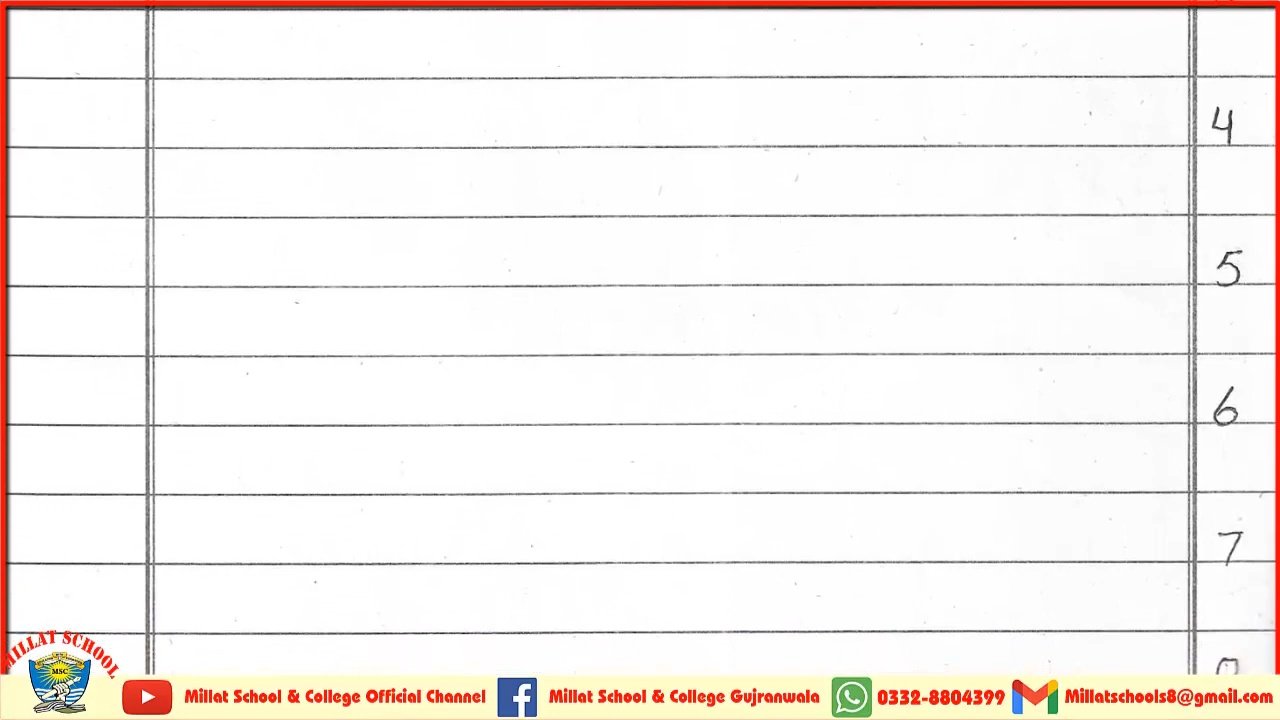 4
5
6
7
MILLAT SCHOOL
MSC
Millat School & College Official Channel
Millat School & College Gujranwala
0332-8804399
Millatschools8@gmail.com